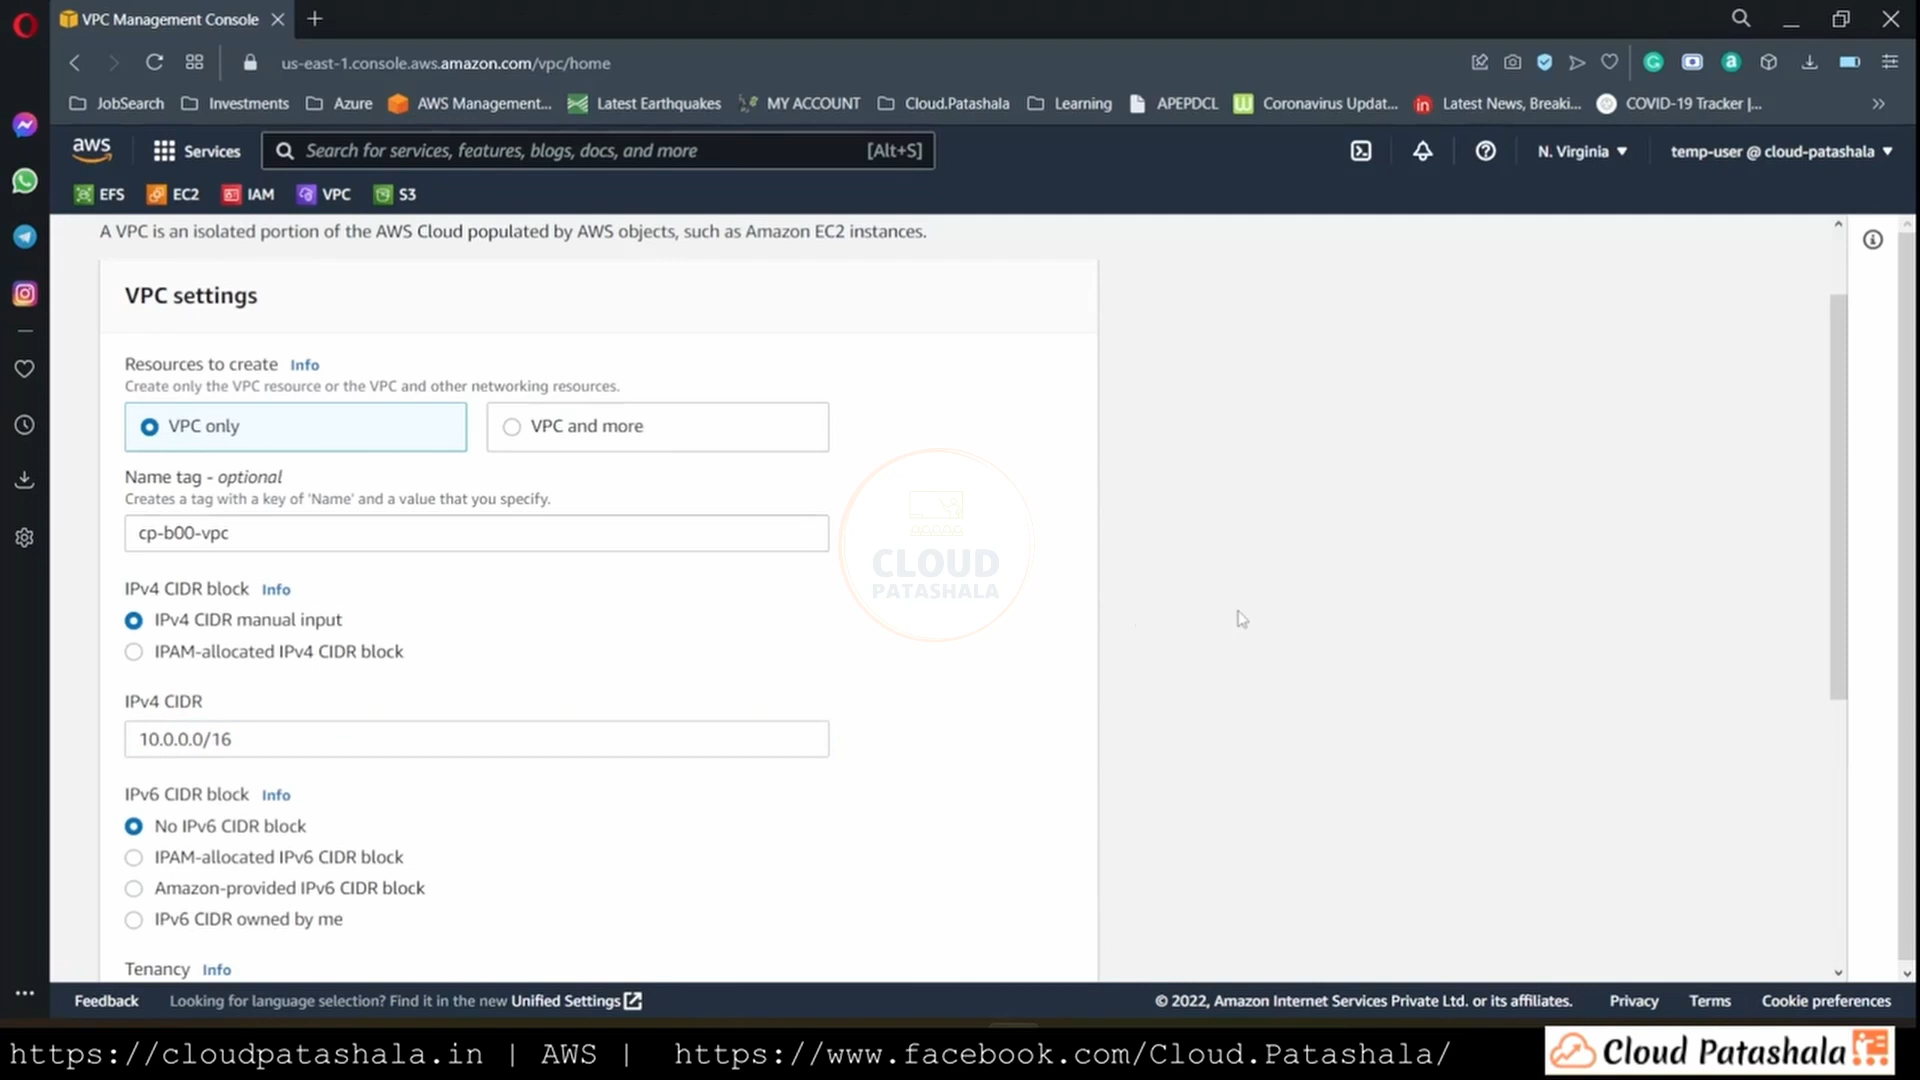 VPC Management Console
us-east-1.console.aws.amazon.com/vpc/home
JobSearch Investments Azure AWS Management... Latest Earthquakes MY ACCOUNT Cloud.Patashala Learning APEPDCL Coronavirus Updat... Latest News, Breaki... COVID-19 Tracker |...
aws Services Search for services, features, blogs, docs, and more [Alt+S] N. Virginia temp-user @ cloud-patashala
EFS EC2 IAM VPC S3
A VPC is an isolated portion of the AWS Cloud populated by AWS objects, such as Amazon EC2 instances.
VPC settings
Resources to create Info
Create only the VPC resource or the VPC and other networking resources.
VPC only VPC and more
Name tag - optional
Creates a tag with a key of 'Name' and a value that you specify.
cp-b00-vpc
CLOUD
PATASHALA
IPv4 CIDR block Info
IPv4 CIDR manual input
IPAM-allocated IPv4 CIDR block
IPv4 CIDR
10.0.0.0/16
IPv6 CIDR block Info
No IPv6 CIDR block
IPAM-allocated IPv6 CIDR block
Amazon-provided IPv6 CIDR block
IPv6 CIDR owned by me
Tenancy Info
Feedback Looking for language selection? Find it in the new Unified Settings © 2022, Amazon Internet Services Private Ltd. or its affiliates. Privacy Terms Cookie preferences
https://cloudpatashala.in | AWS | https://www.facebook.com/Cloud.Patashala/ Cloud Patashala